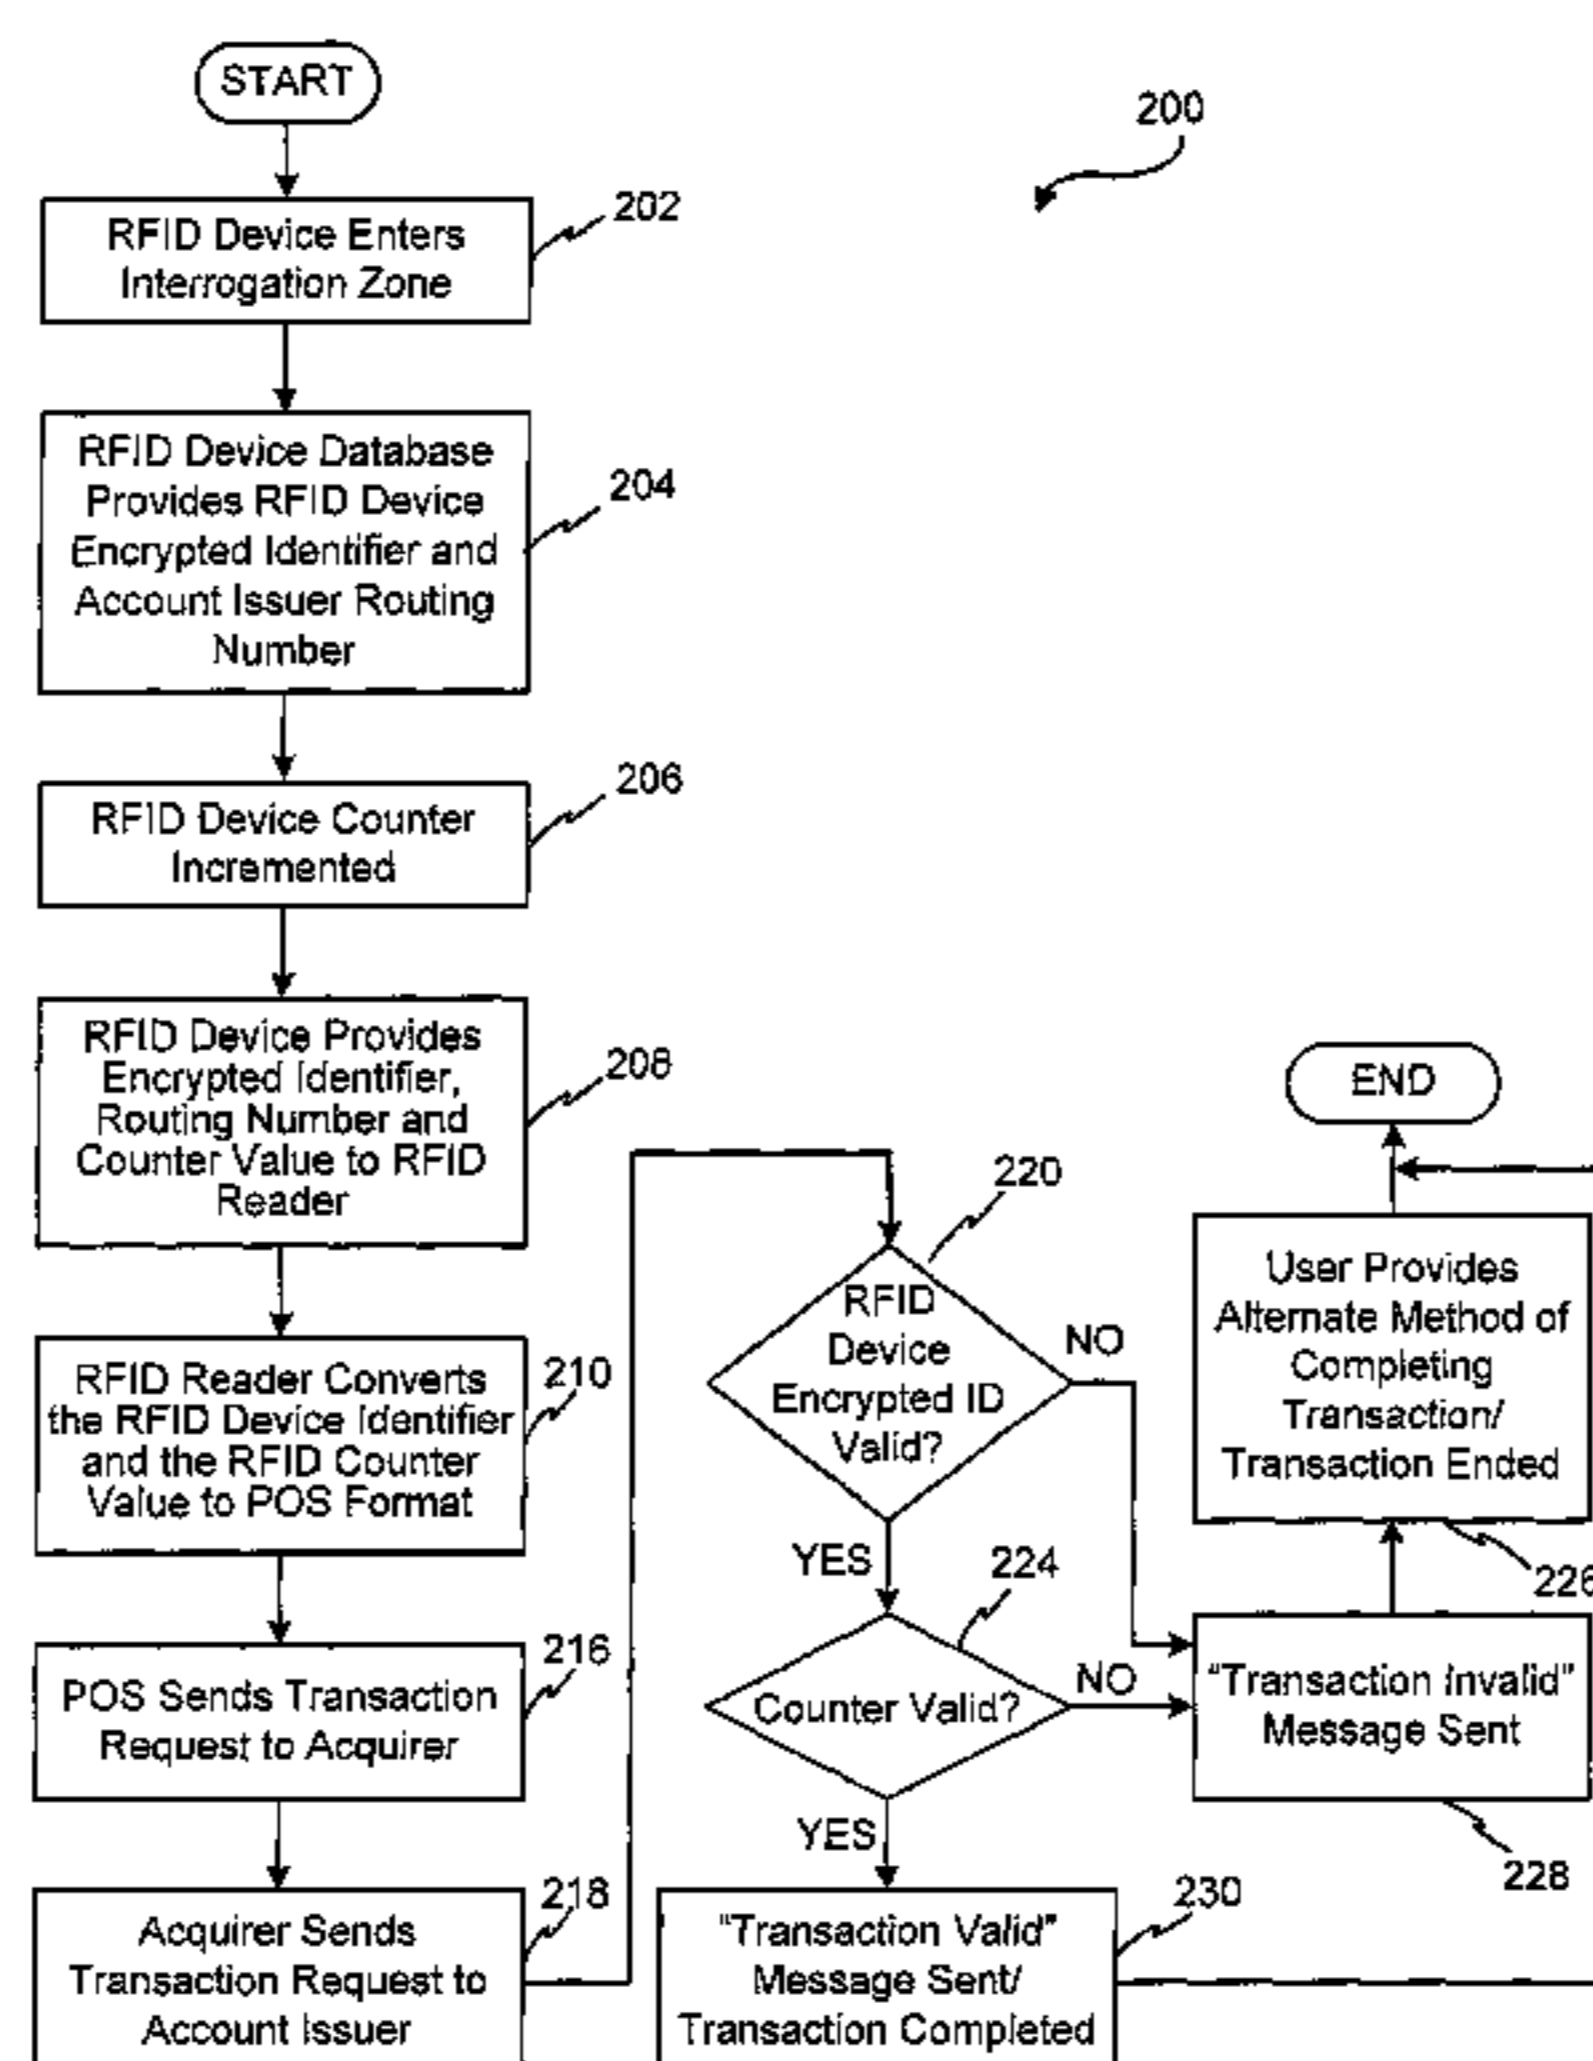 START
200
202
RFID Device Enters
Interrogation Zone
RFID Device Database
Provides RFID Device
Encrypted Identifier and
Account Issuer Routing
Number
204
RFID Device Counter
Incremented
206
RFID Device Provides
Encrypted Identifier,
Routing Number and
Counter Value to RFID
Reader
208
RFID Reader Converts
the RFID Device Identifier
and the RFID Counter
Value to POS Format
210
POS Sends Transaction
Request to Acquirer
216
Acquirer Sends
Transaction Request to
Account Issuer
218
220
RFID
Device
Encrypted ID
Valid?
NO
YES
224
Counter Valid?
NO
YES
"Transaction Valid"
Message Sent/
Transaction Completed
230
END
User Provides
Alternate Method of
Completing
Transaction/
Transaction Ended
226
"Transaction Invalid"
Message Sent
228